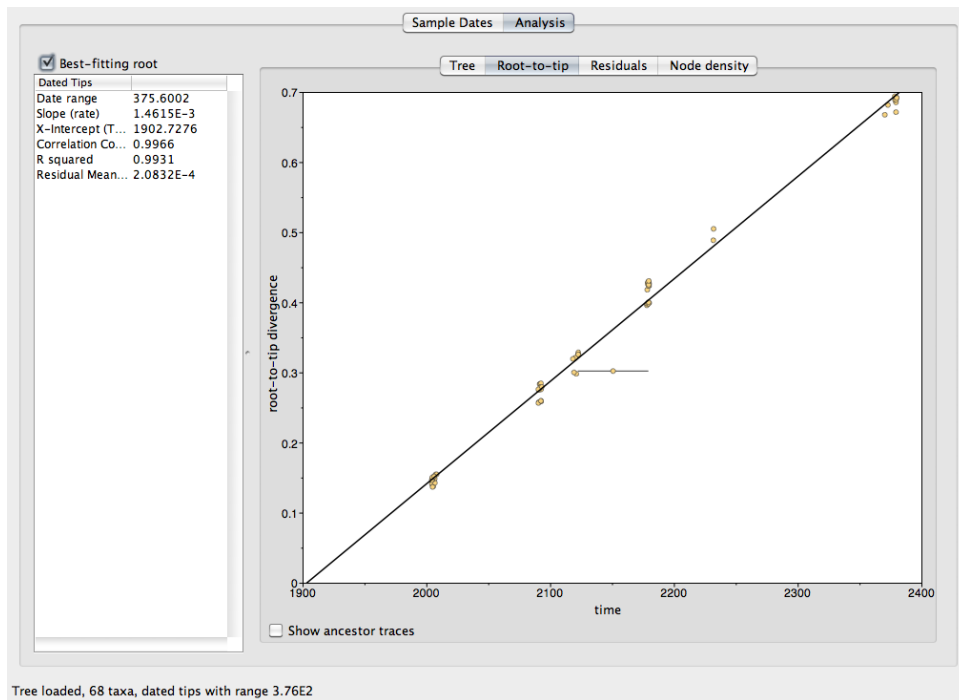 Sample Dates Analysis
Best-fitting root
Dated Tips
Date range 375.6002
Slope (rate) 1.4615E-3
X-Intercept (T... 1902.7276
Correlation Co... 0.9966
R squared 0.9931
Residual Mean... 2.0832E-4
Tree Root-to-tip Residuals Node density
0.7
0.6
0.5
0.4
0.3
0.2
0.1
0
root-to-tip divergence
1900 2000 2100 2200 2300 2400
time
Show ancestor traces
Tree loaded, 68 taxa, dated tips with range 3.76E2